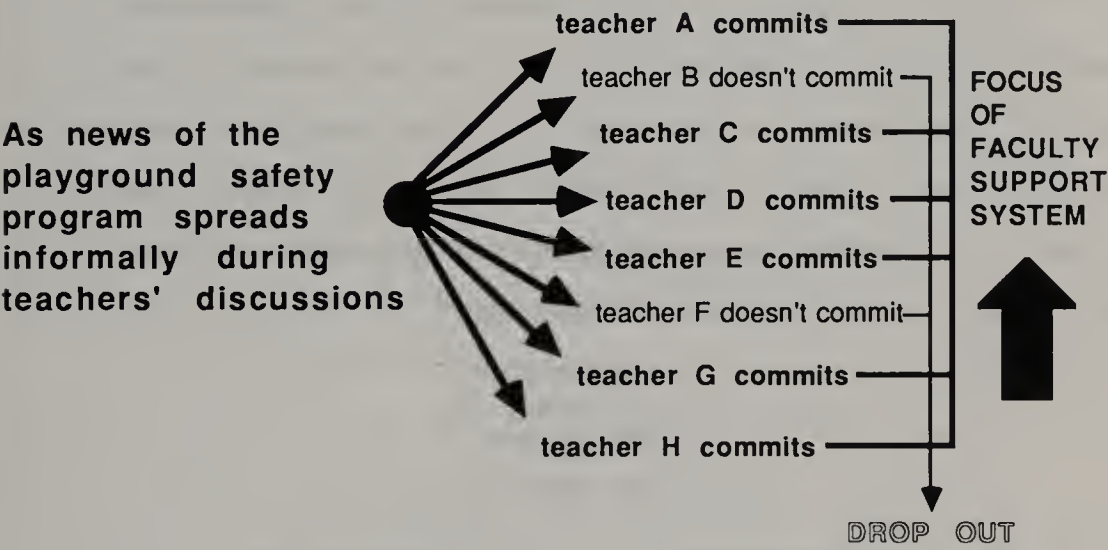 As news of the
playground safety
program spreads
informally during
teachers' discussions
teacher A commits
teacher B doesn't commit
teacher C commits
teacher D commits
teacher E commits
teacher F doesn't commit
teacher G commits
teacher H commits
FOCUS
OF
FACULTY
SUPPORT
SYSTEM
DROP OUT